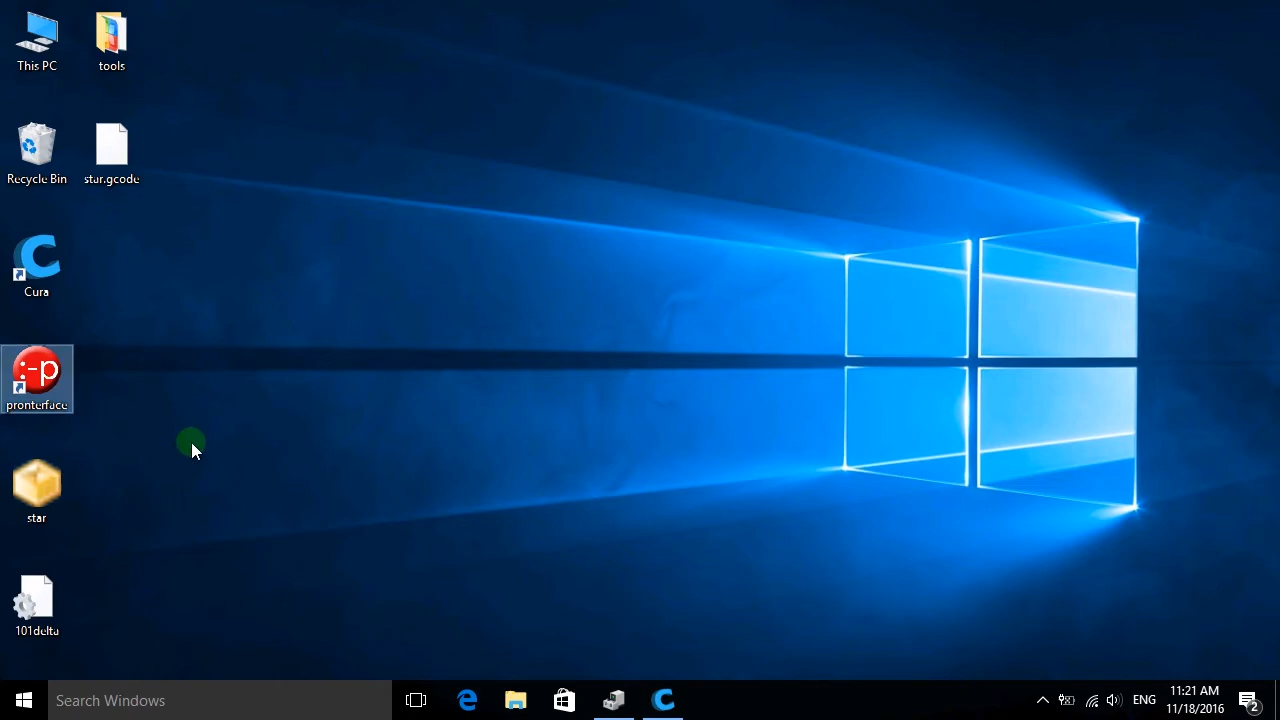 This PC
tools
Recycle Bin
star.gcode
Cura
:-p
pronterface
star
101delta
Search Windows
ENG
11:21 AM
11/18/2016
2